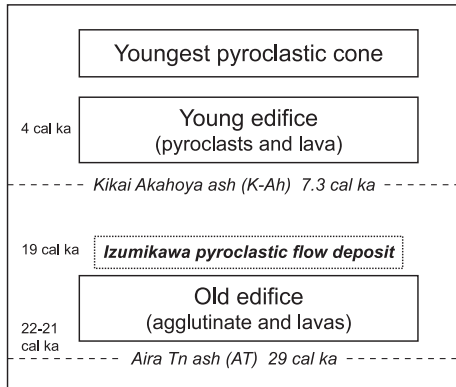 Youngest pyroclastic cone
4 cal ka
Young edifice
(pyroclasts and lava)
Kikai Akahoya ash (K-Ah) 7.3 cal ka
19 cal ka
Izumikawa pyroclastic flow deposit
Old edifice
(agglutinate and lavas)
22-21
cal ka
Aira Tn ash (AT) 29 cal ka